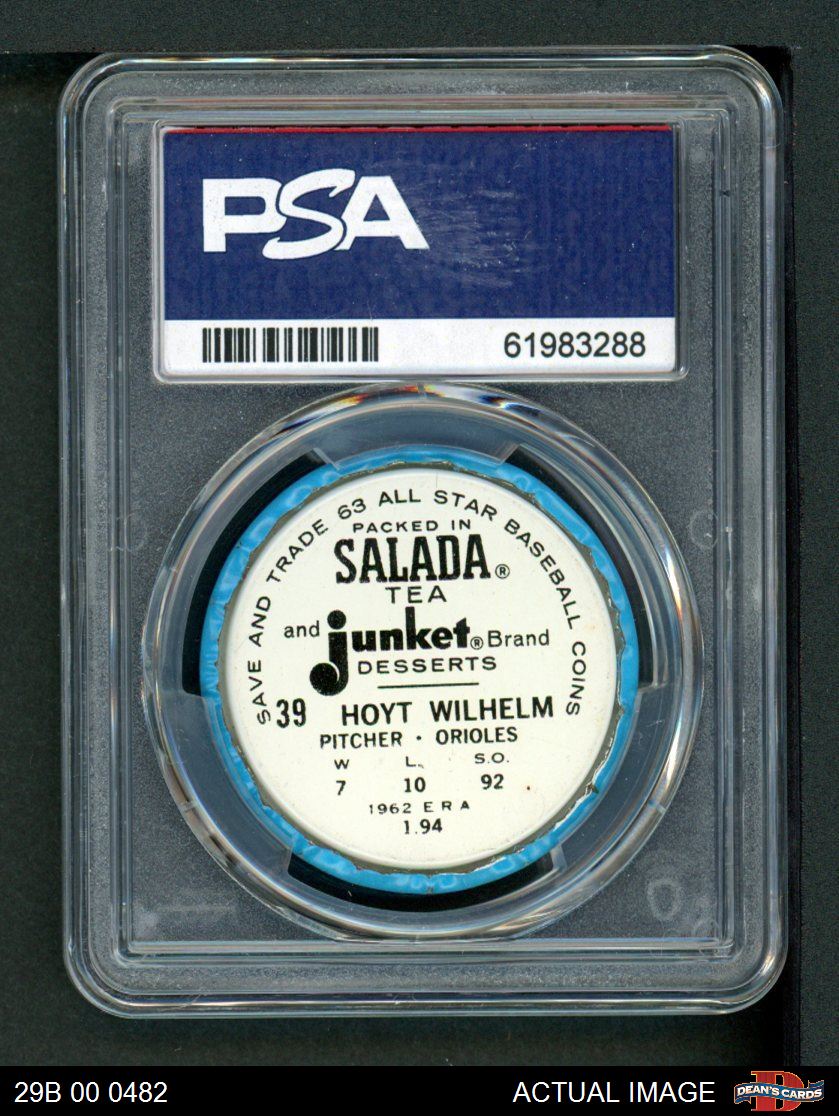 PSA
61983288
SAVE AND TRADE 63 ALL STAR BASEBALL COINS
PACKED IN
SALADA®
TEA
and junket® Brand
DESSERTS
39 HOYT WILHELM
PITCHER · ORIOLES
W L. S.O.
7 10 92
1962 ERA
1.94
29B 00 0482 ACTUAL IMAGE DEAN'S CARDS